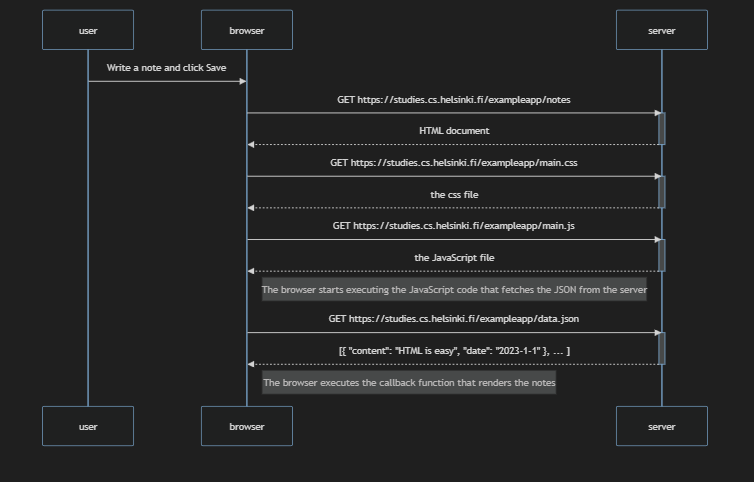 user browser server
Write a note and click Save
GET https://studies.cs.helsinki.fi/exampleapp/notes
HTML document
GET https://studies.cs.helsinki.fi/exampleapp/main.css
the css file
GET https://studies.cs.helsinki.fi/exampleapp/main.js
the JavaScript file
The browser starts executing the JavaScript code that fetches the JSON from the server
GET https://studies.cs.helsinki.fi/exampleapp/data.json
[{ "content": "HTML is easy", "date": "2023-1-1" }, ... ]
The browser executes the callback function that renders the notes
user browser server